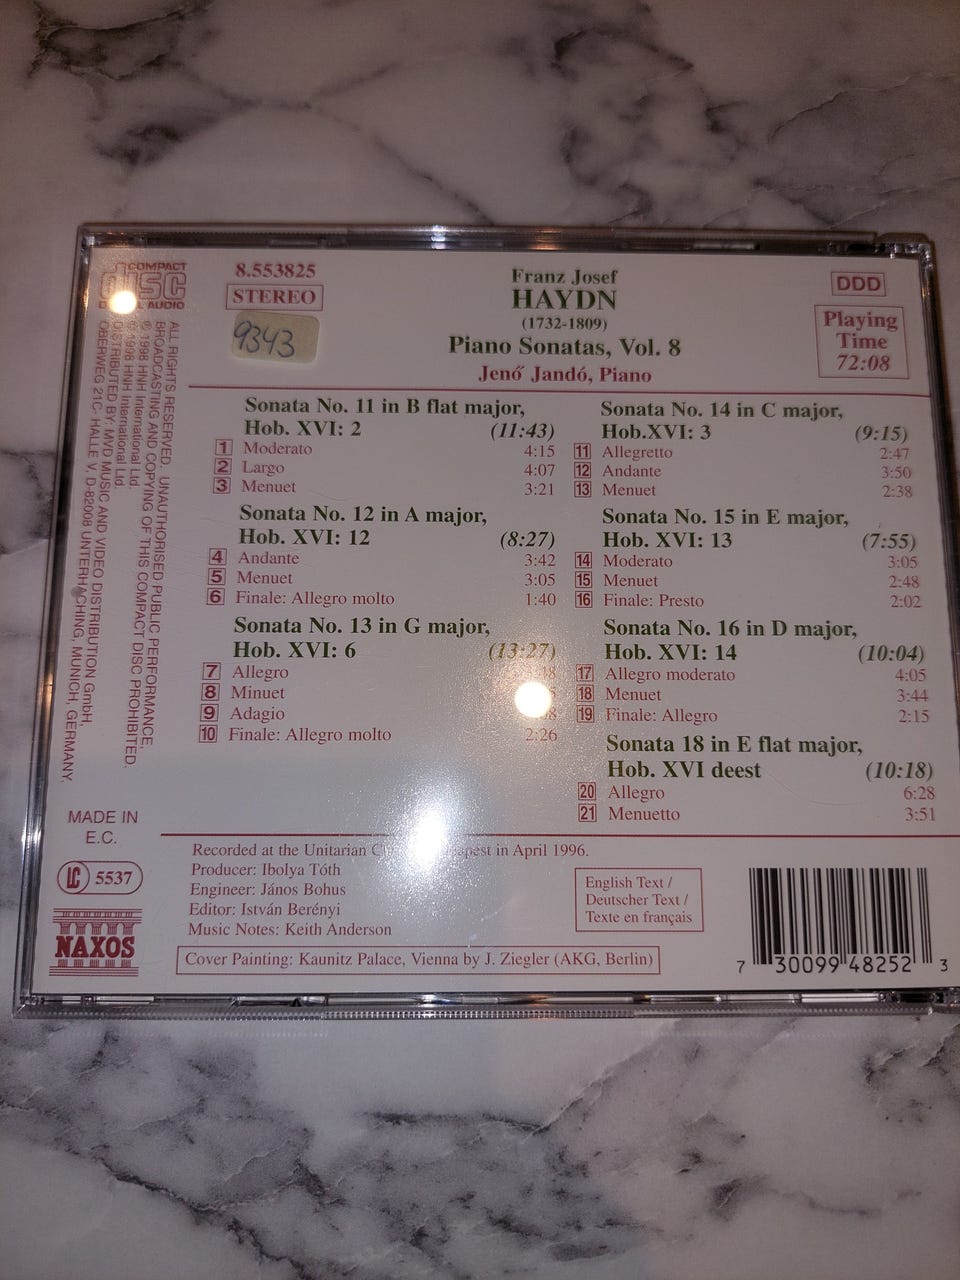 COMPACT
disc
DIGITAL AUDIO
8.553825
STEREO
9343
Franz Josef
HAYDN
(1732-1809)
Piano Sonatas, Vol. 8
Jenő Jandó, Piano
DDD
Playing
Time
72:08
Sonata No. 11 in B flat major,
Hob. XVI: 2 (11:43)
1 Moderato 4:15
2 Largo 4:07
3 Menuet 3:21
Sonata No. 12 in A major,
Hob. XVI: 12 (8:27)
4 Andante 3:42
5 Menuet 3:05
6 Finale: Allegro molto 1:40
Sonata No. 13 in G major,
Hob. XVI: 6 (13:27)
7 Allegro
8 Minuet
9 Adagio
10 Finale: Allegro molto 2:26
Sonata No. 14 in C major,
Hob.XVI: 3 (9:15)
11 Allegretto 2:47
12 Andante 3:50
13 Menuet 2:38
Sonata No. 15 in E major,
Hob. XVI: 13 (7:55)
14 Moderato 3:05
15 Menuet 2:48
16 Finale: Presto 2:02
Sonata No. 16 in D major,
Hob. XVI: 14 (10:04)
17 Allegro moderato 4:05
18 Menuet 3:44
19 Finale: Allegro 2:15
Sonata 18 in E flat major,
Hob. XVI deest (10:18)
20 Allegro 6:28
21 Menuetto 3:51
Recorded at the Unitarian in April 1996.
Producer: Ibolya Tóth
Engineer: János Bohus
Editor: István Berényi
Music Notes: Keith Anderson
Cover Painting: Kaunitz Palace, Vienna by J. Ziegler (AKG, Berlin)
English Text /
Deutscher Text /
Texte en français
7 30099 48252 3
ALL RIGHTS RESERVED. UNAUTHORISED PUBLIC PERFORMANCE,
BROADCASTING AND COPYING OF THIS COMPACT DISC PROHIBITED.
℗ 1998 HNH International Ltd.
© 1998 HNH International Ltd.
DISTRIBUTED BY: MVD MUSIC AND VIDEO DISTRIBUTION GmbH,
OBERWEG 21C· HALLE V, D-82008 UNTERHACHING, MUNICH, GERMANY.
MADE IN
E.C.
LC 5537
NAXOS